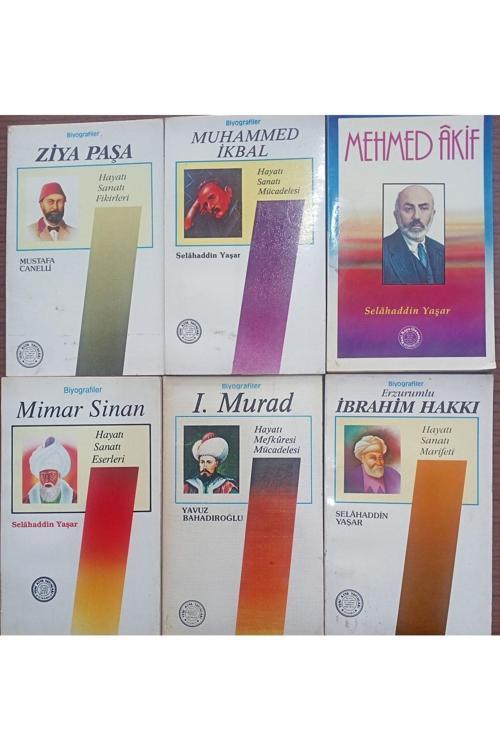 Biyografiler
ZİYA PAŞA
Hayatı
Sanatı
Fikirleri
MUSTAFA
CANELLİ
Biyografiler
MUHAMMED
İKBAL
Hayatı
Sanatı
Mücadelesi
Selâhaddin Yaşar
MEHMED ÂKİF
Selâhaddin Yaşar
Biyografiler
Mimar Sinan
Hayatı
Sanatı
Eserleri
Selâhaddin Yaşar
Biyografiler
I. Murad
Hayatı
Mefkûresi
Mücadelesi
YAVUZ
BAHADIROĞLU
Biyografiler
Erzurumlu
İBRAHİM HAKKI
Hayatı
Sanatı
Marifeti
SELÂHADDİN
YAŞAR